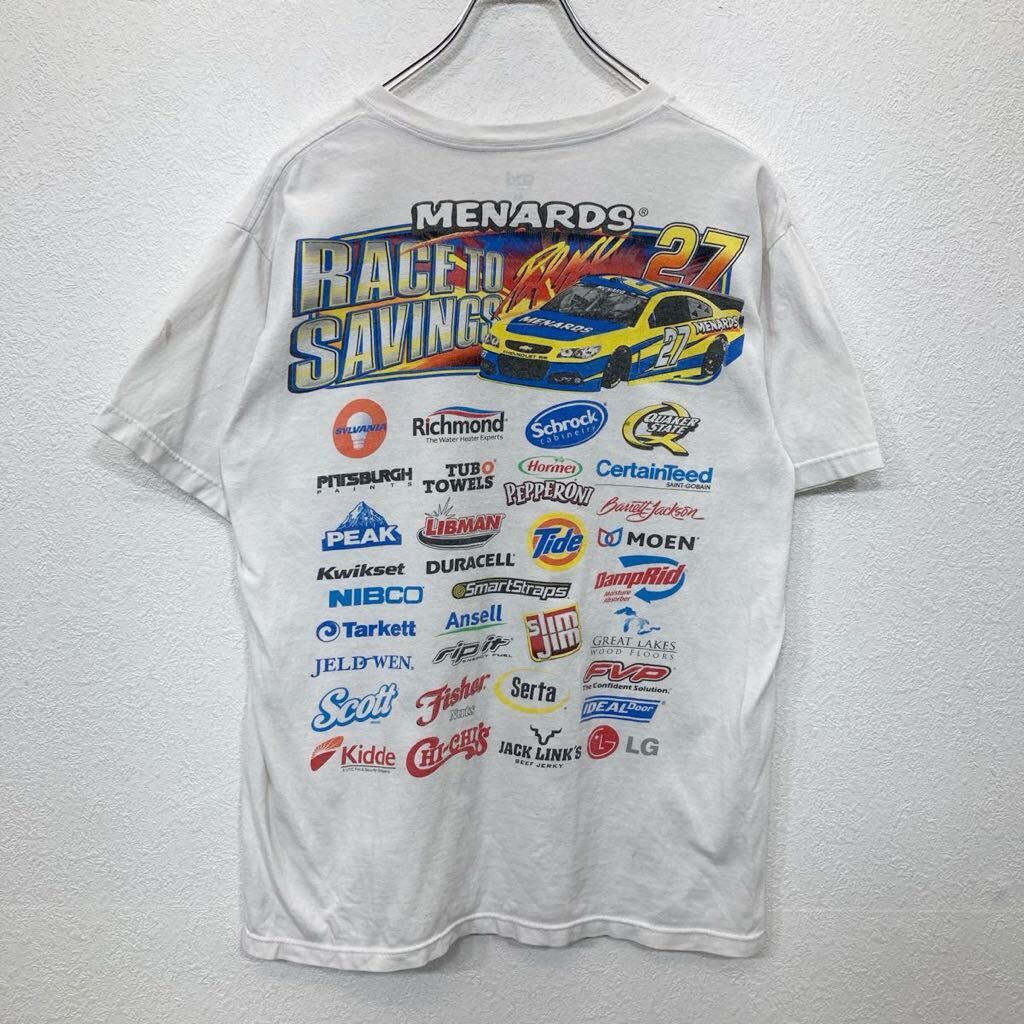 MENARDS®
RACE TO
SAVINGS
27
MENARDS
27
MENARDS
SYLVANIA
Richmond
The Water Heater Experts
Schrock
cabinetry
QUAKER
STATE
PITTSBURGH
PAINTS
TUB O'
TOWELS
Hormel
PEPPERONI
CertainTeed
SAINT-GOBAIN
PEAK
LIBMAN
Tide
Barrett-Jackson
MOEN
Kwikset
DURACELL
SmartStraps
DampRid
Moisture
Absorber
NIBCO
Tarkett
Ansell
slim
Jim
GREAT LAKES
WOOD FLOORS
JELD-WEN
rip it
ENERGY FUEL
FVP
The Confident Solution.
Scott
Fisher
Nuts
Serta
IDEAL Door
Kidde
CHI-CHI'S
JACK LINK'S
BEEF JERKY
LG